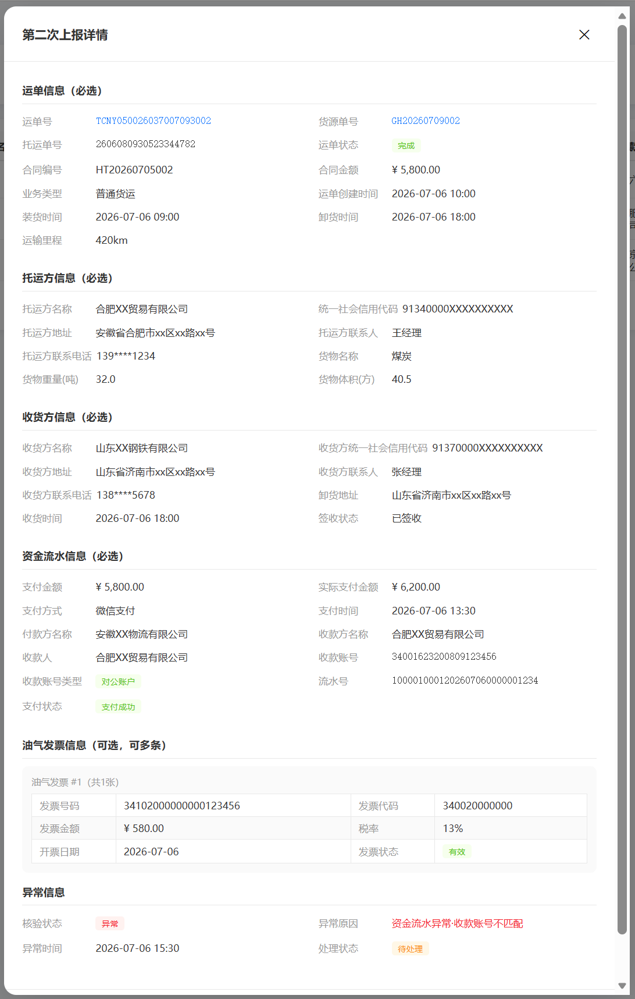 第二次上报详情
运单信息（必选）
运单号 TCNY050026037007093002 货源单号 GH20260709002
托运单号 2606080930523344782 运单状态 完成
合同编号 HT20260705002 合同金额 ¥ 5,800.00
业务类型 普通货运 运单创建时间 2026-07-06 10:00
装货时间 2026-07-06 09:00 卸货时间 2026-07-06 18:00
运输里程 420km
托运方信息（必选）
托运方名称 合肥XX贸易有限公司 统一社会信用代码 91340000XXXXXXXXXX
托运方地址 安徽省合肥市xx区xx路xx号 托运方联系人 王经理
托运方联系电话 139****1234 货物名称 煤炭
货物重量(吨) 32.0 货物体积(方) 40.5
收货方信息（必选）
收货方名称 山东XX钢铁有限公司 收货方统一社会信用代码 91370000XXXXXXXXXX
收货方地址 山东省济南市xx区xx路xx号 收货方联系人 张经理
收货方联系电话 138****5678 卸货地址 山东省济南市xx区xx路xx号
收货时间 2026-07-06 18:00 签收状态 已签收
资金流水信息（必选）
支付金额 ¥ 5,800.00 实际支付金额 ¥ 6,200.00
支付方式 微信支付 支付时间 2026-07-06 13:30
付款方名称 安徽XX物流有限公司 收款方名称 合肥XX贸易有限公司
收款人 合肥XX贸易有限公司 收款账号 34001623200809123456
收款账号类型 对公账户 流水号 1000010001202607060000001234
支付状态 支付成功
油气发票信息（可选，可多条）
油气发票 #1（共1张）
发票号码 34102000000000123456 发票代码 340020000000
发票金额 ¥ 580.00 税率 13%
开票日期 2026-07-06 发票状态 有效
异常信息
核验状态 异常 异常原因 资金流水异常·收款账号不匹配
异常时间 2026-07-06 15:30 处理状态 待处理